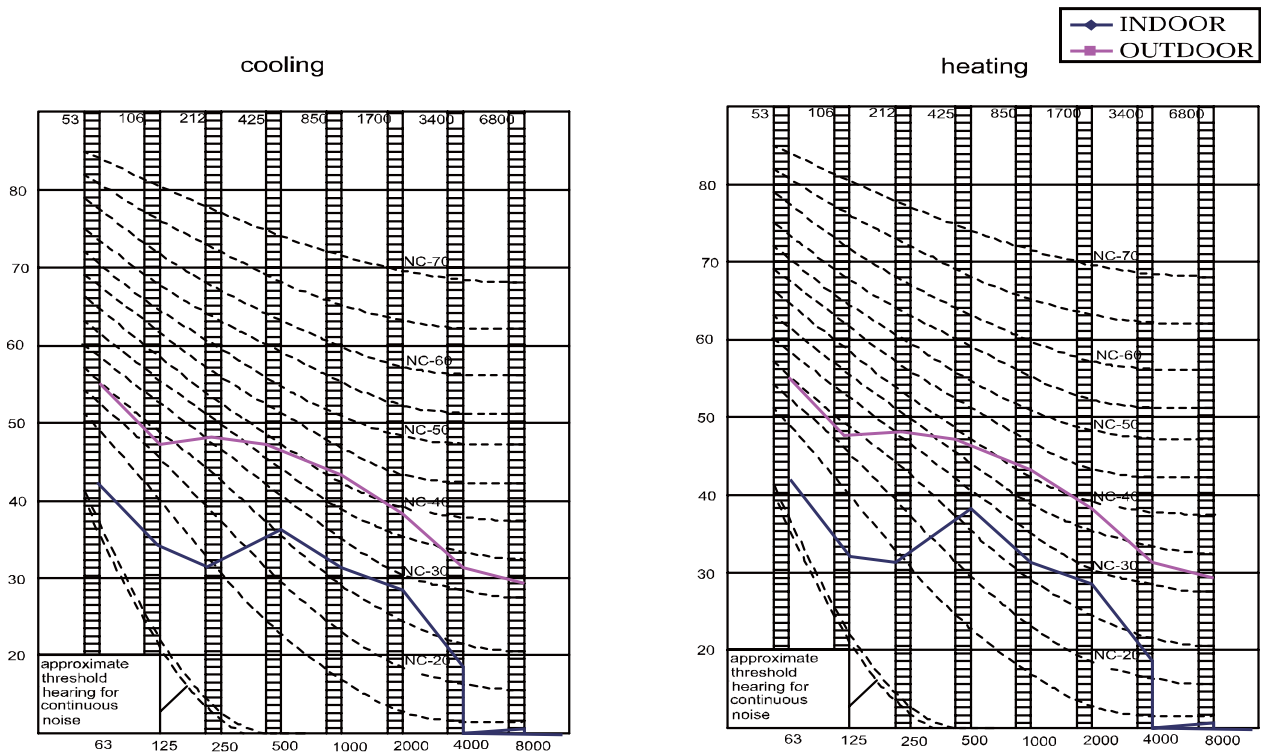 INDOOR
OUTDOOR
cooling
53 106 212 425 850 1700 3400 6800
80
70
60
50
40
30
20
NC-70
NC-60
NC-50
NC-40
NC-30
NC-20
approximate
threshold
hearing for
continuous
noise
63 125 250 500 1000 2000 4000 8000
heating
53 106 212 425 850 1700 3400 6800
80
70
60
50
40
30
20
NC-70
NC-60
NC-50
NC-40
NC-30
NC-20
approximate
threshold
hearing for
continuous
noise
63 125 250 500 1000 2000 4000 8000